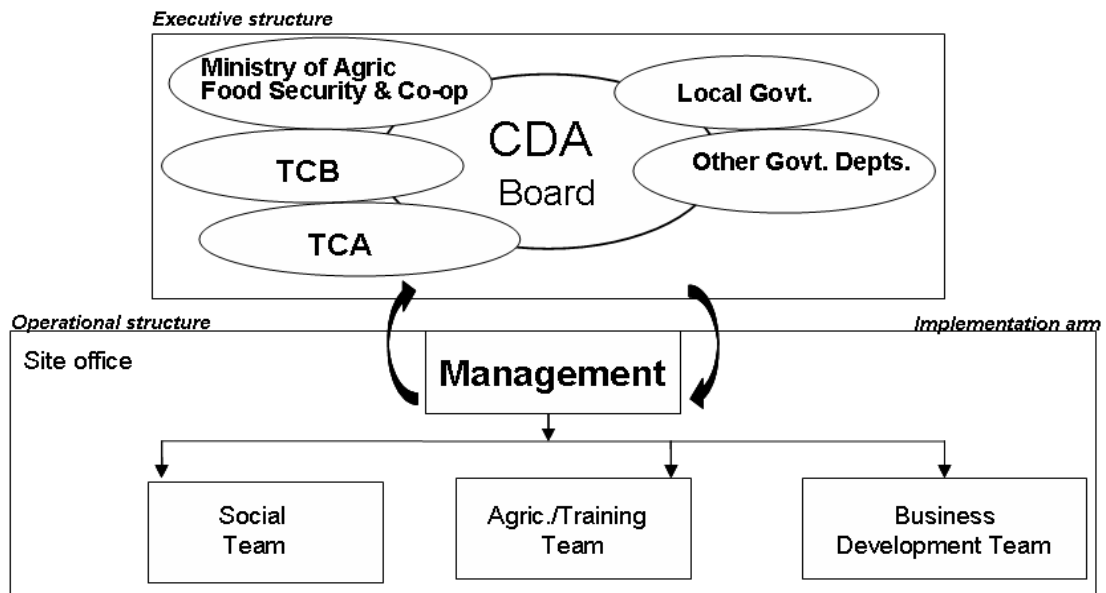 Executive structure
Ministry of Agric
Food Security & Co-op
Local Govt.
CDA
Board
TCB
Other Govt. Depts.
TCA
Operational structure
Implementation arm
Site office
Management
Social
Team
Agric./Training
Team
Business
Development Team